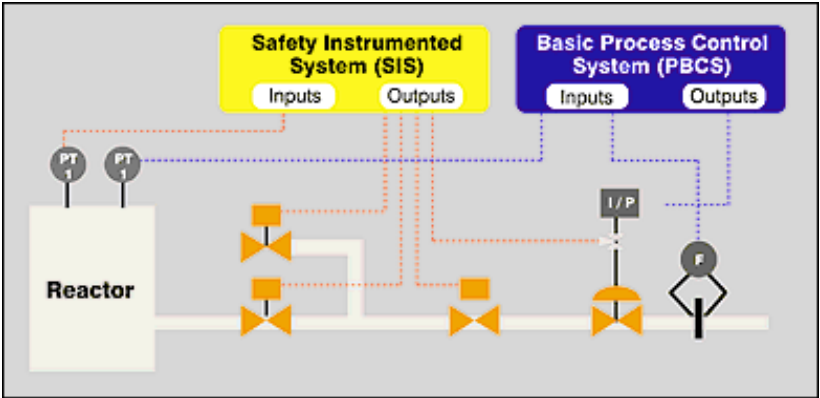 Safety Instrumented
System (SIS)
Inputs
Outputs
Basic Process Control
System (PBCS)
Inputs
Outputs
PT
1
PT
1
I / P
F
Reactor